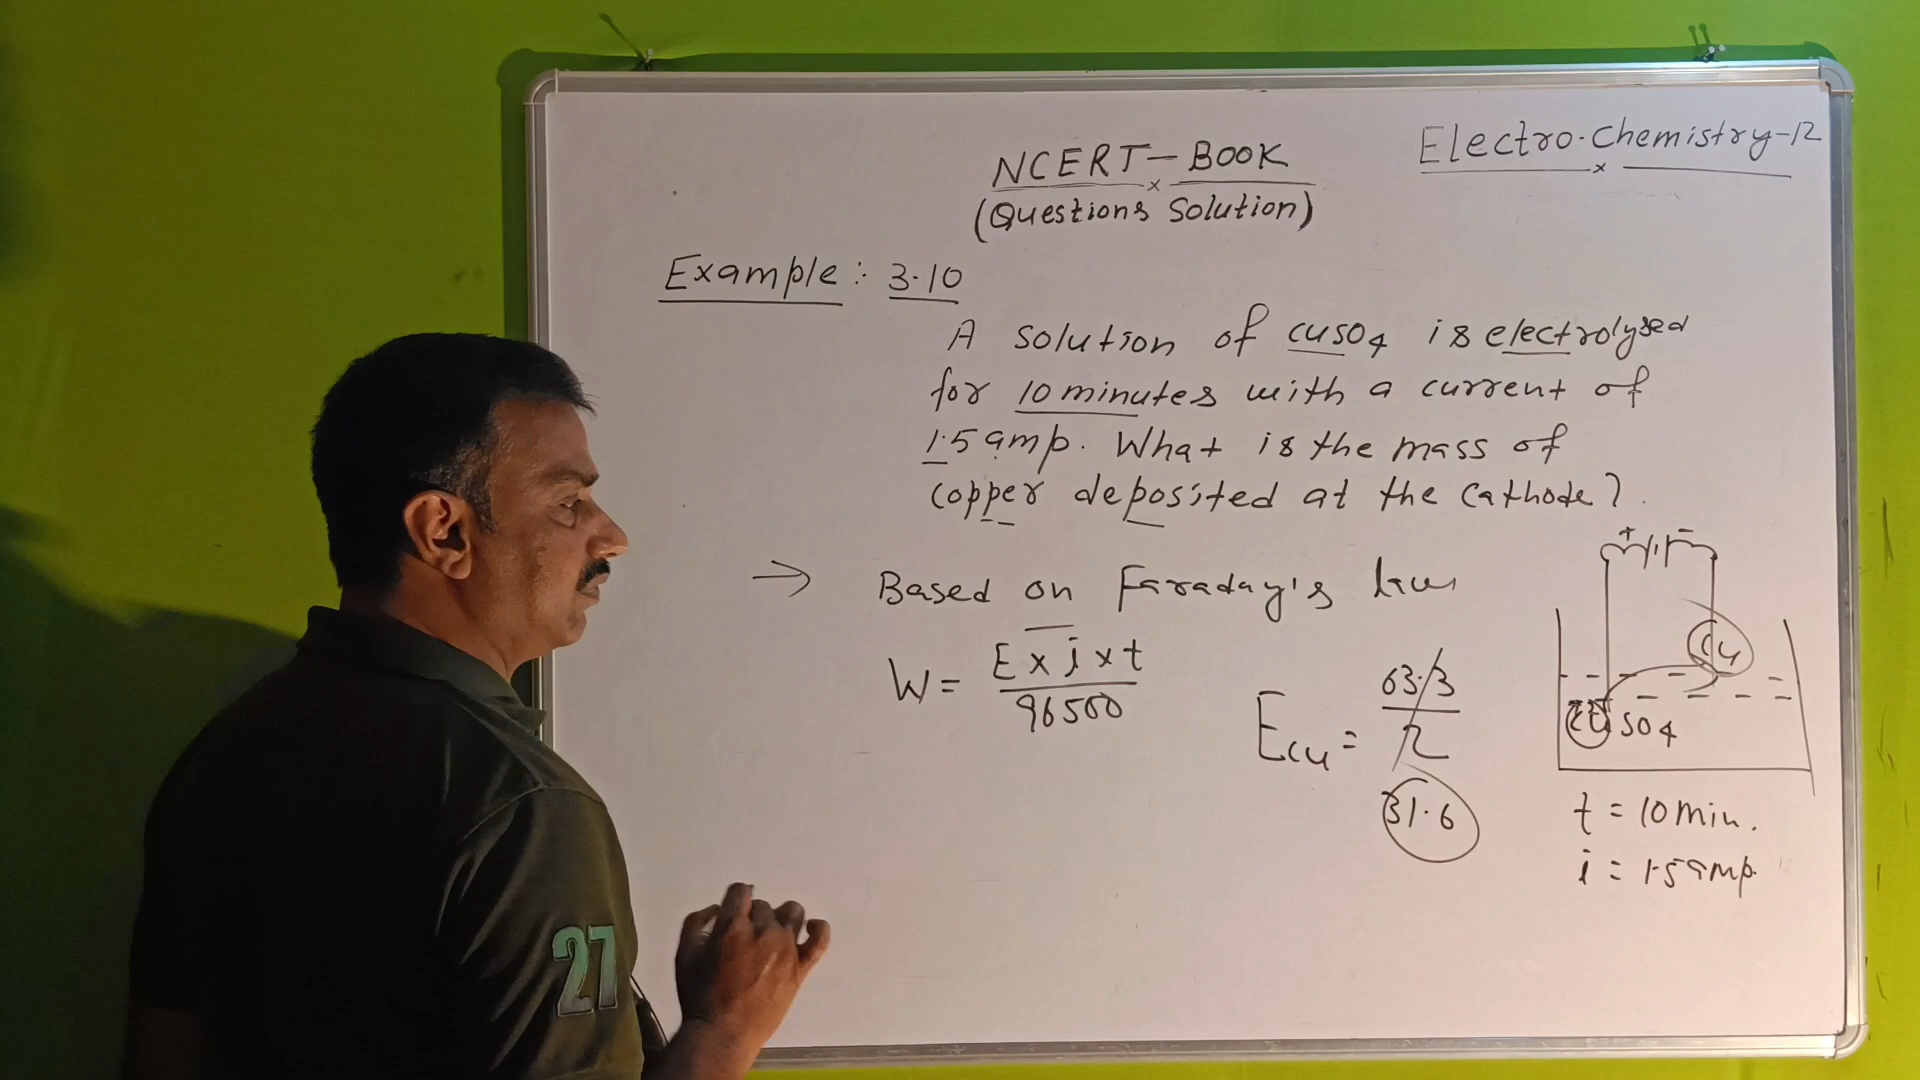 Electro.Chemistry-12
NCERT-BOOK
(Questions Solution)
Example: 3.10
A solution of CuSO4 is electrolysed
for 10 minutes with a current of
1.5 amp. What is the mass of
copper deposited at the cathode?
→ Based on Faraday's law
W = E x i x t / 96500
E Cu = 63.3 / 2
31.6
+ -
Cu
Cu SO4
t = 10 min.
i = 1.5 amp.
27